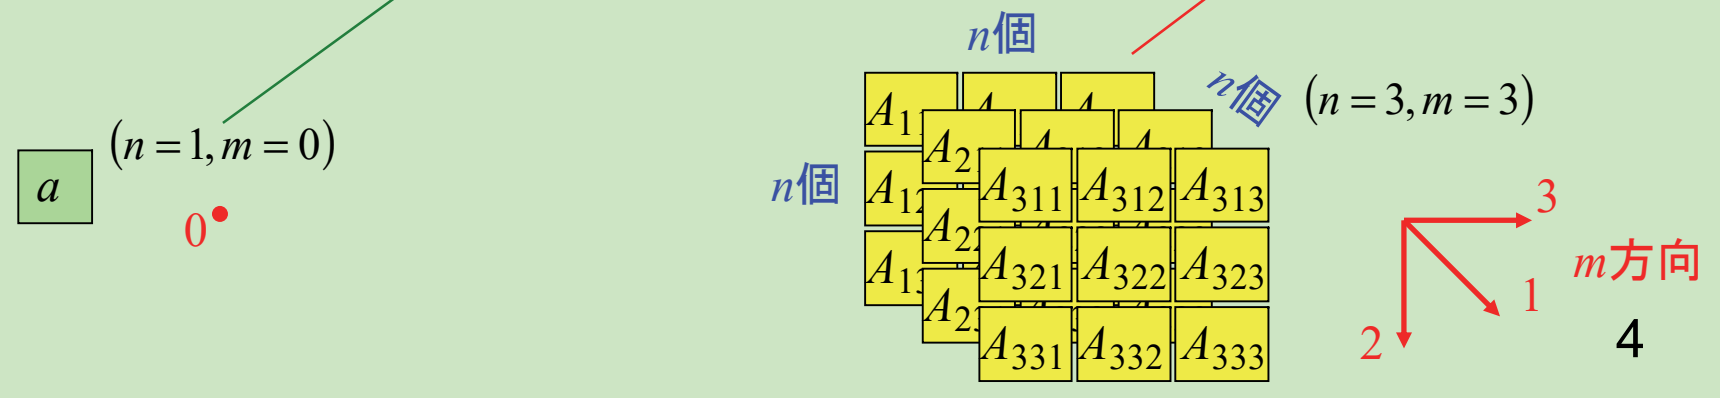 n個
n個 (n = 3, m = 3)
(n = 1, m = 0)
a
0
n個
A₃₁₁ A₃₁₂ A₃₁₃
A₃₂₁ A₃₂₂ A₃₂₃
A₃₃₁ A₃₃₂ A₃₃₃
3
m方向
1
2
4